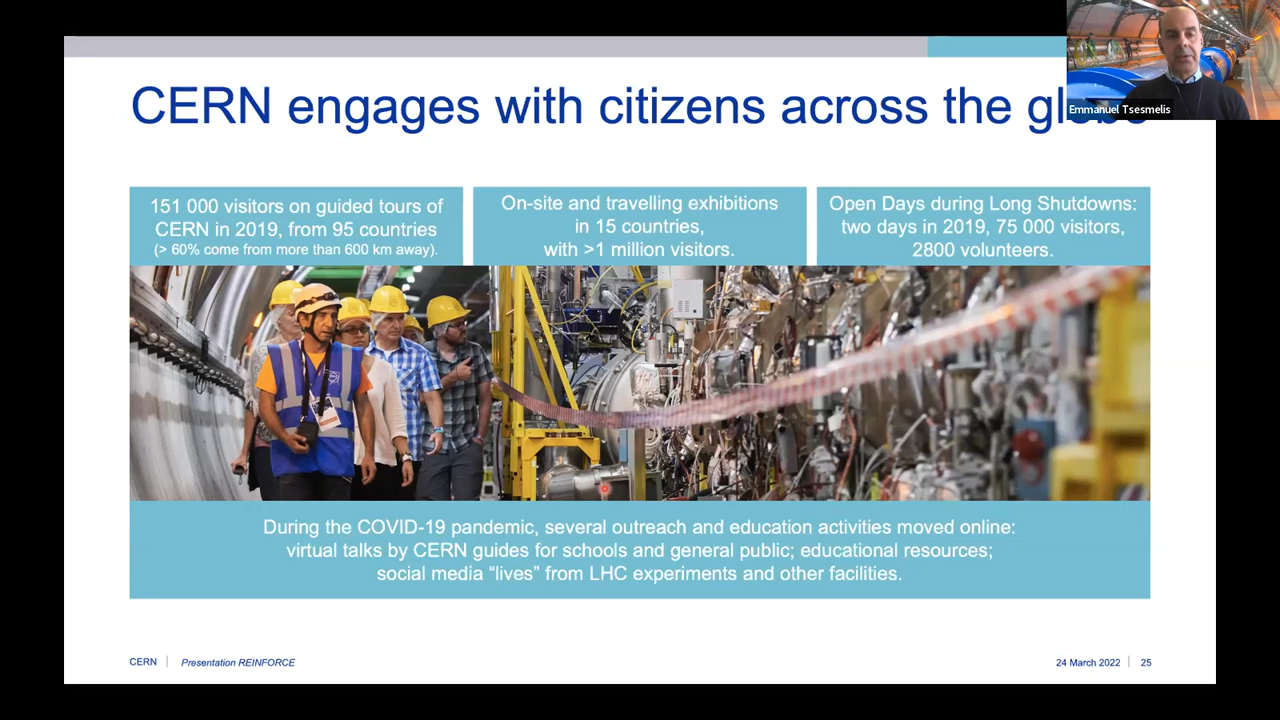 CERN engages with citizens across the globe
Emmanuel Tsesmelis
151 000 visitors on guided tours of
CERN in 2019, from 95 countries
(> 60% come from more than 600 km away).
On-site and travelling exhibitions
in 15 countries,
with >1 million visitors.
Open Days during Long Shutdowns:
two days in 2019, 75 000 visitors,
2800 volunteers.
During the COVID-19 pandemic, several outreach and education activities moved online:
virtual talks by CERN guides for schools and general public; educational resources;
social media “lives” from LHC experiments and other facilities.
CERN
Presentation REINFORCE
24 March 2022
25